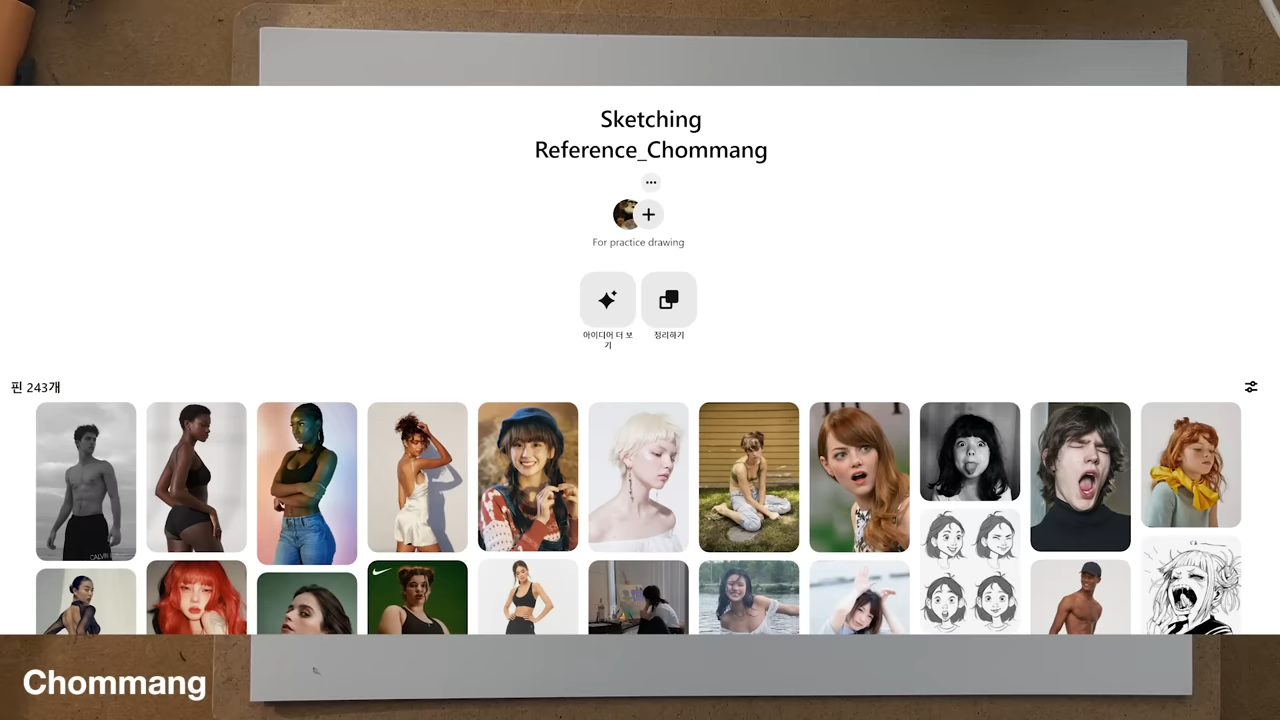 Sketching
Reference_Chommang
For practice drawing
아이디어 더 보
기
정리하기
핀 243개
CALVIN
Chommang